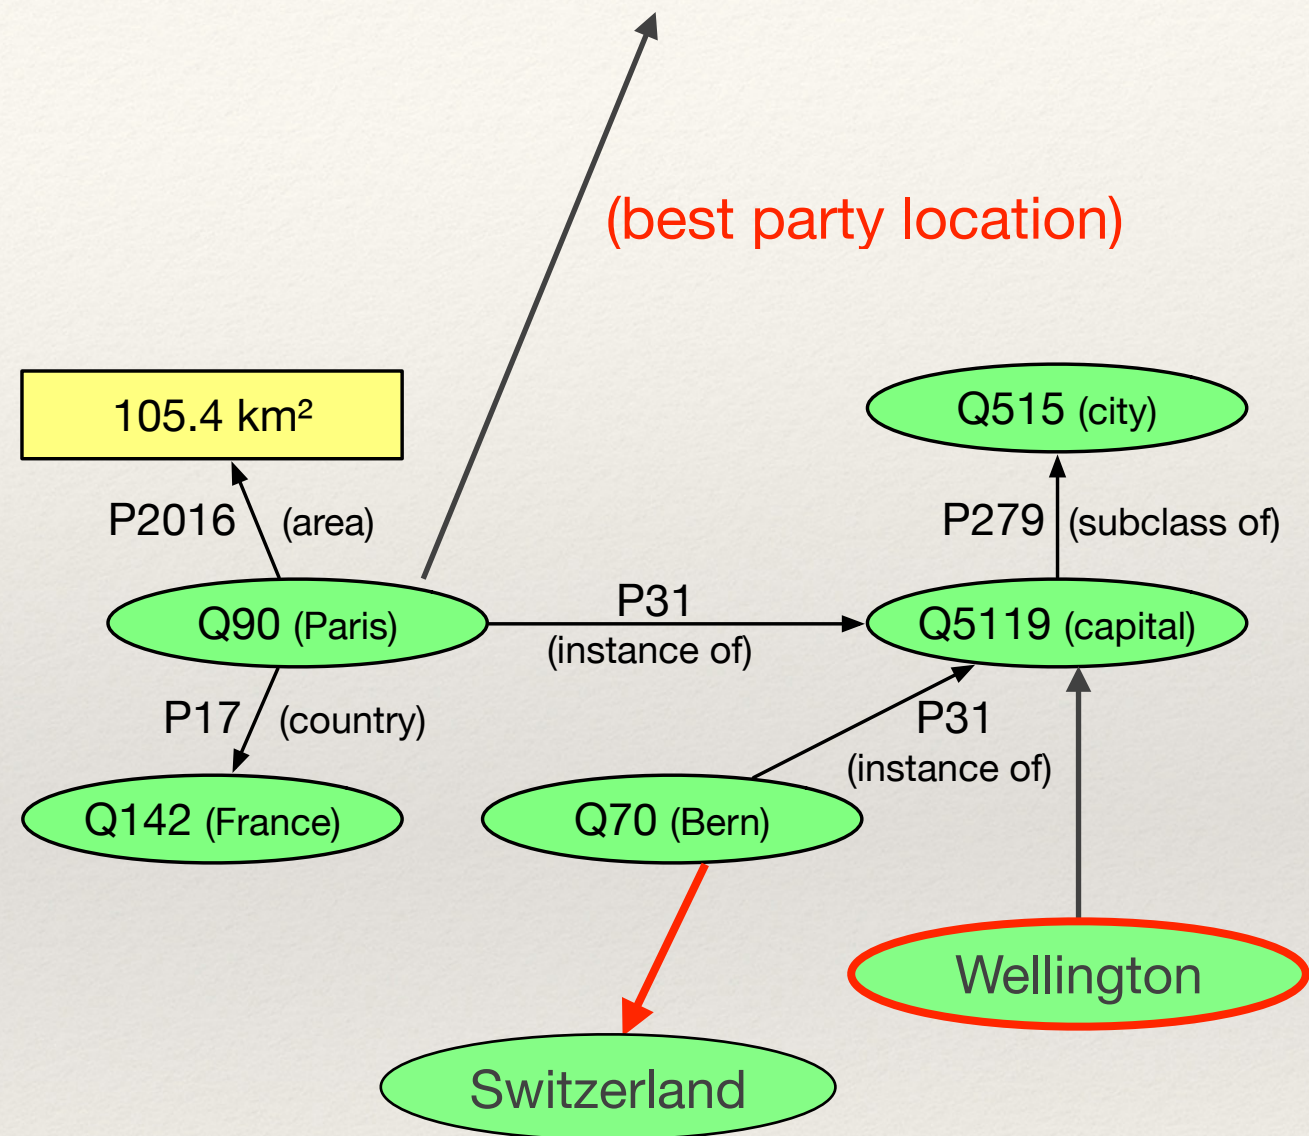 (best party location)
105.4 km²
Q515 (city)
P2016 (area)
P279 (subclass of)
Q90 (Paris)
P31
(instance of)
Q5119 (capital)
P17 (country)
P31
(instance of)
Q142 (France)
Q70 (Bern)
Wellington
Switzerland